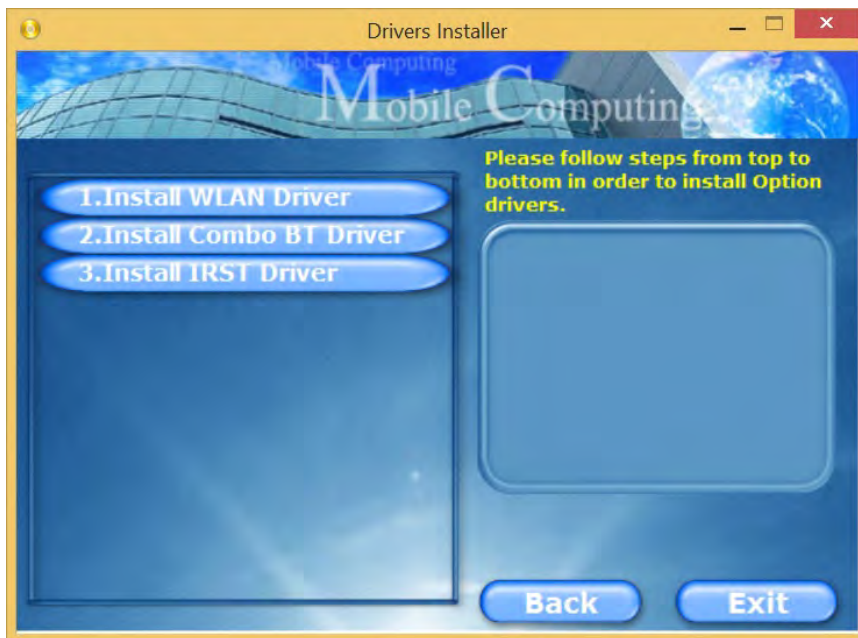 Drivers Installer
Mobile Computing
Mobile Computing
Please follow steps from top to
bottom in order to install Option
drivers.
1.Install WLAN Driver
2.Install Combo BT Driver
3.Install IRST Driver
Back
Exit